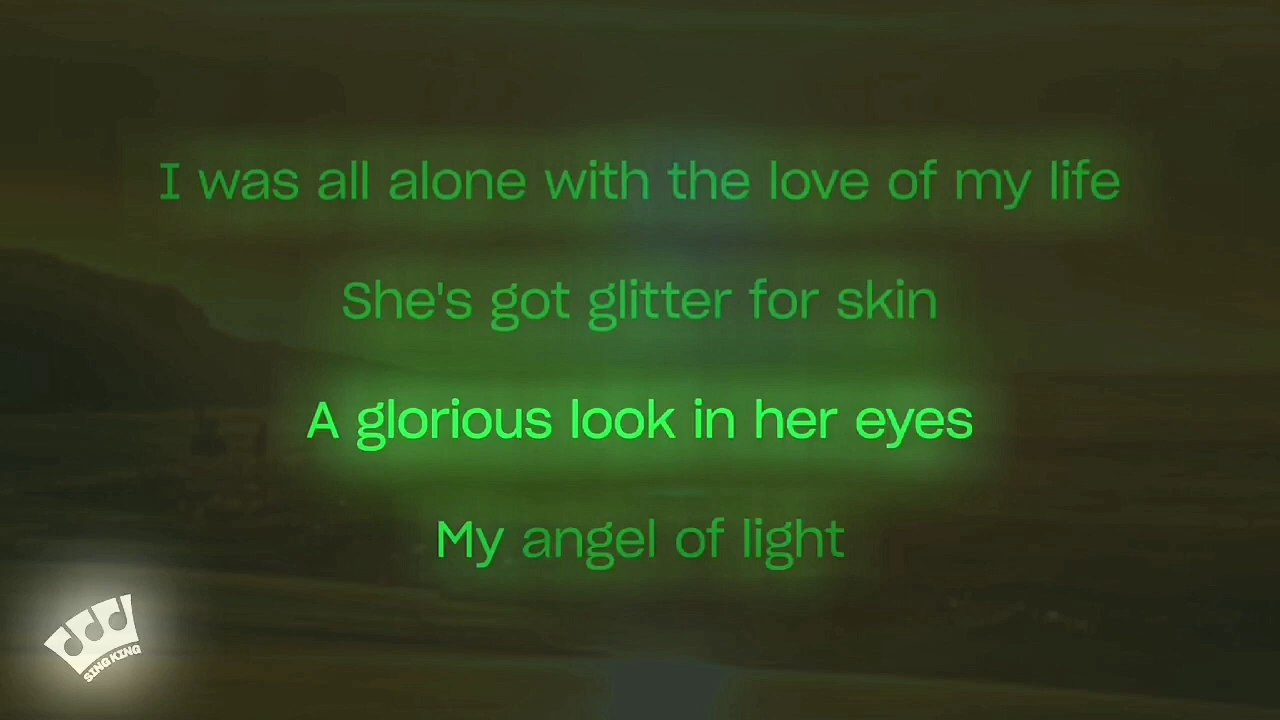 I was all alone with the love of my life
She's got glitter for skin
A glorious look in her eyes
My angel of light
SING KING